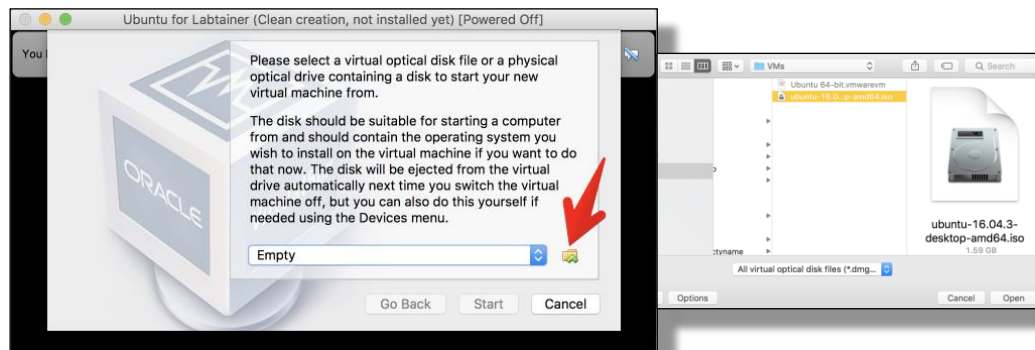 Ubuntu for Labtainer (Clean creation, not installed yet) [Powered Off]
You
Please select a virtual optical disk file or a physical
optical drive containing a disk to start your new
virtual machine from.
The disk should be suitable for starting a computer
from and should contain the operating system you
wish to install on the virtual machine if you want to do
that now. The disk will be ejected from the virtual
drive automatically next time you switch the virtual
machine off, but you can also do this yourself if
needed using the Devices menu.
ORACLE
Empty
Go Back
Start
Cancel
VMs
Search
Ubuntu 64-bit.vmwarevm
ubuntu-16.0...p-amd64.iso
ctyname
ubuntu-16.04.3-
desktop-amd64.iso
1.59 GB
All virtual optical disk files (*.dmg...
Options
Cancel
Open